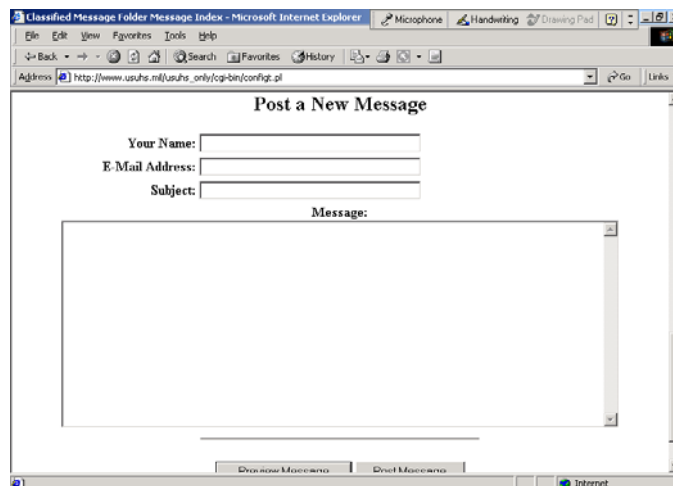 Classified Message Folder Message Index - Microsoft Internet Explorer
Microphone Handwriting Drawing Pad
File Edit View Favorites Tools Help
Back Search Favorites History
Address http://www.usuhs.mil/usuhs_only/cgi-bin/configt.pl Go Links
Post a New Message
Your Name:
E-Mail Address:
Subject:
Message:
Preview Message Post Message
Internet